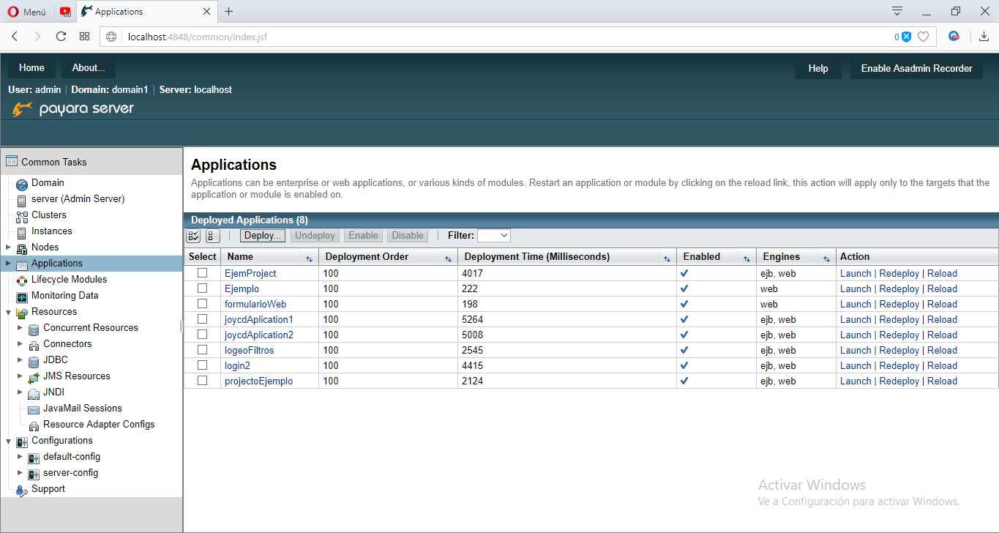 Menú
Applications
localhost:4848/common/index.jsf
0
Home
About...
Help
Enable Asadmin Recorder
User: admin | Domain: domain1 | Server: localhost
payara server
Common Tasks
Domain
server (Admin Server)
Clusters
Instances
Nodes
Applications
Lifecycle Modules
Monitoring Data
Resources
Concurrent Resources
Connectors
JDBC
JMS Resources
JNDI
JavaMail Sessions
Resource Adapter Configs
Configurations
default-config
server-config
Support
Applications
Applications can be enterprise or web applications, or various kinds of modules. Restart an application or module by clicking on the reload link, this action will apply only to the targets that the
application or module is enabled on.
Deployed Applications (8)
Deploy... Undeploy Enable Disable Filter:
Select Name Deployment Order Deployment Time (Milliseconds) Enabled Engines Action
EjemProject 100 4017 ejb, web Launch | Redeploy | Reload
Ejemplo 100 222 web Launch | Redeploy | Reload
formularioWeb 100 198 web Launch | Redeploy | Reload
joycdAplication1 100 5264 ejb, web Launch | Redeploy | Reload
joycdAplication2 100 5008 ejb, web Launch | Redeploy | Reload
logeoFiltros 100 2545 ejb, web Launch | Redeploy | Reload
login2 100 4415 ejb, web Launch | Redeploy | Reload
projectoEjemplo 100 2124 ejb, web Launch | Redeploy | Reload
Activar Windows
Ve a Configuración para activar Windows.